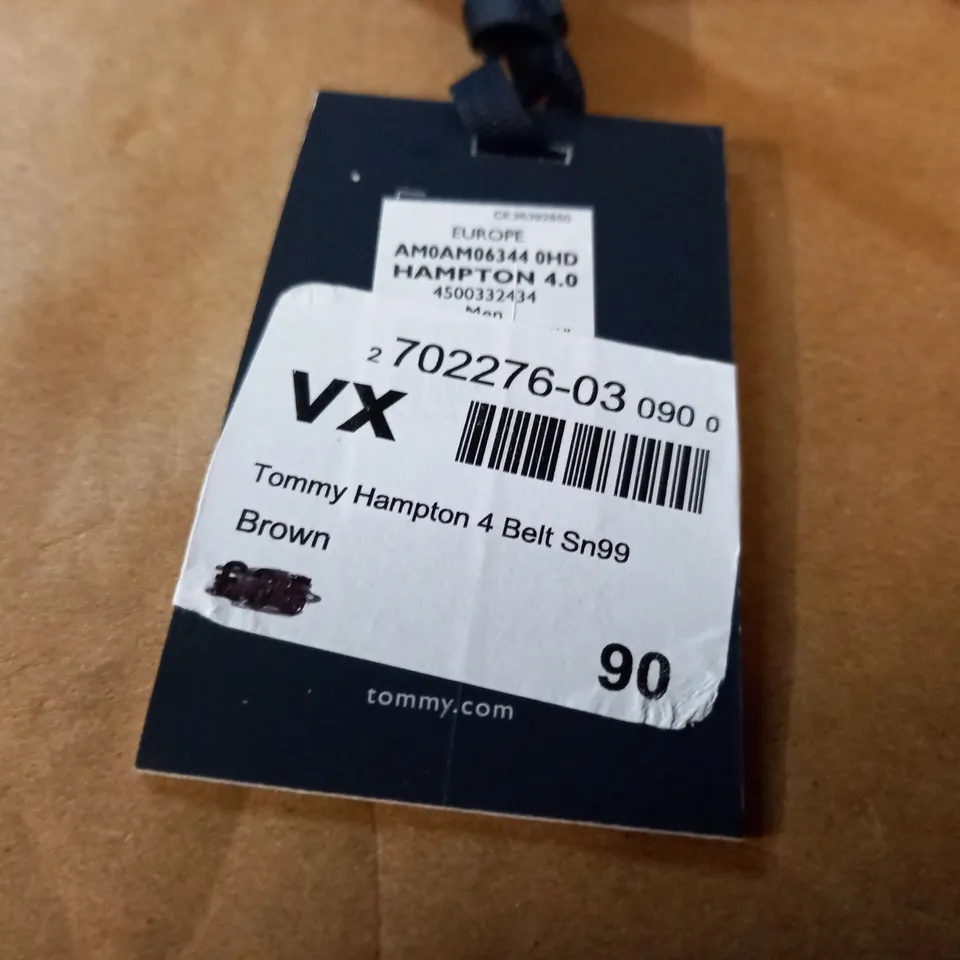 EUROPE
AM0AM06344 0HD
HAMPTON 4.0
4500332434
Men
2 702276-03 090 0
VX
Tommy Hampton 4 Belt Sn99
Brown
90
tommy.com